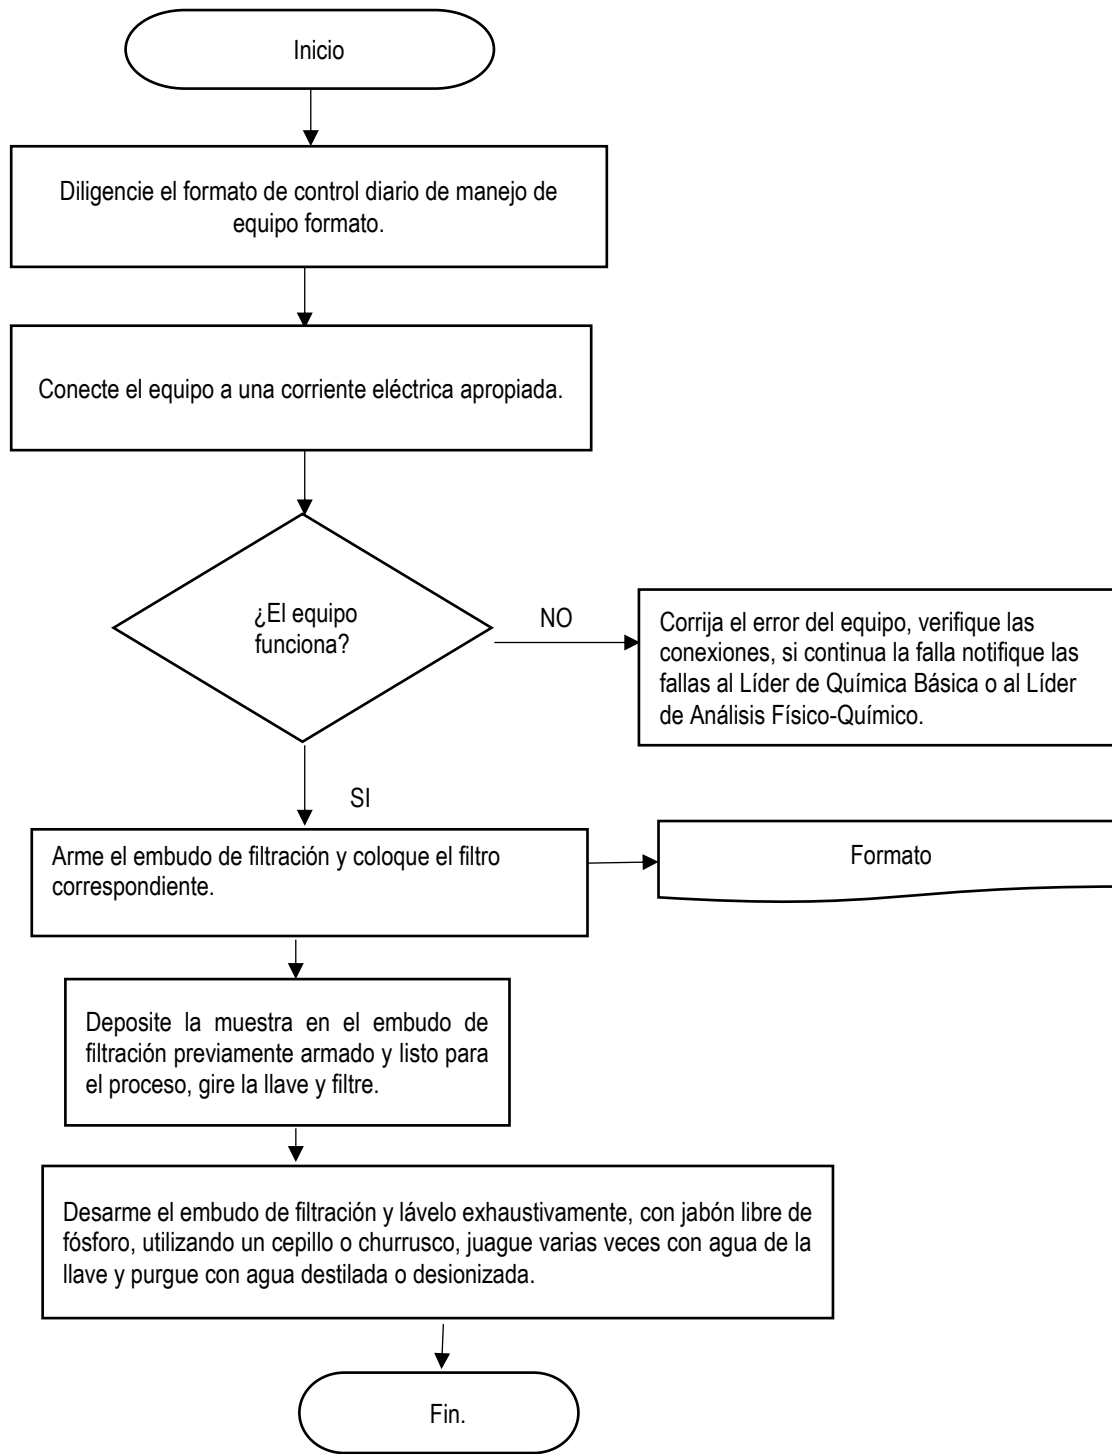 Inicio
Diligencie el formato de control diario de manejo de
equipo formato.
Conecte el equipo a una corriente eléctrica apropiada.
¿El equipo
funciona?
NO
Corrija el error del equipo, verifique las
conexiones, si continua la falla notifique las
fallas al Líder de Química Básica o al Líder
de Análisis Físico-Químico.
SI
Arme el embudo de filtración y coloque el filtro
correspondiente.
Formato
Deposite la muestra en el embudo de
filtración previamente armado y listo para
el proceso, gire la llave y filtre.
Desarme el embudo de filtración y lávelo exhaustivamente, con jabón libre de
fósforo, utilizando un cepillo o churrusco, juague varias veces con agua de la
llave y purgue con agua destilada o desionizada.
Fin.